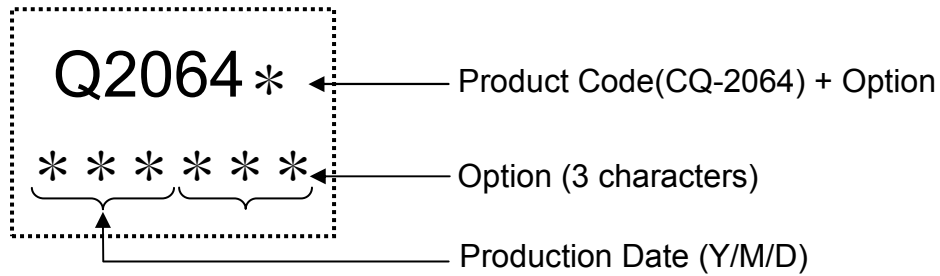 Q2064*
Product Code(CQ-2064) + Option
* * * * * *
Option (3 characters)
Production Date (Y/M/D)